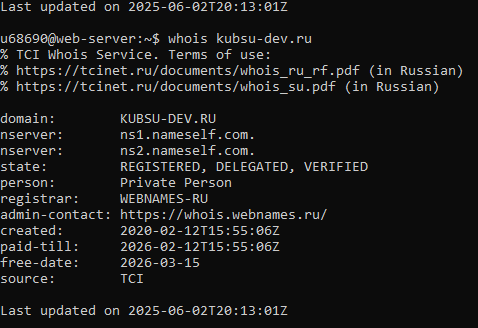 Last updated on 2025-06-02T20:13:01Z
u68690@web-server:~$ whois kubsu-dev.ru
% TCI Whois Service. Terms of use:
% https://tcinet.ru/documents/whois_ru_rf.pdf (in Russian)
% https://tcinet.ru/documents/whois_su.pdf (in Russian)
domain: KUBSU-DEV.RU
nserver: ns1.nameself.com.
nserver: ns2.nameself.com.
state: REGISTERED, DELEGATED, VERIFIED
person: Private Person
registrar: WEBNAMES-RU
admin-contact: https://whois.webnames.ru/
created: 2020-02-12T15:55:06Z
paid-till: 2026-02-12T15:55:06Z
free-date: 2026-03-15
source: TCI
Last updated on 2025-06-02T20:13:01Z